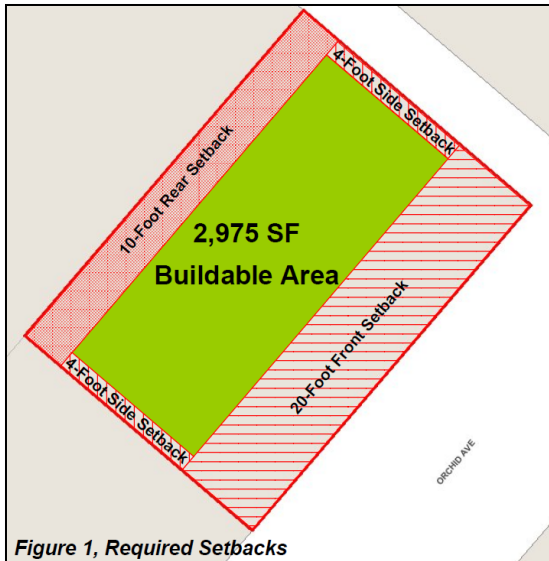 4-Foot Side Setback
10-Foot Rear Setback
2,975 SF
Buildable Area
20-Foot Front Setback
4-Foot Side Setback
ORCHID AVE
Figure 1, Required Setbacks